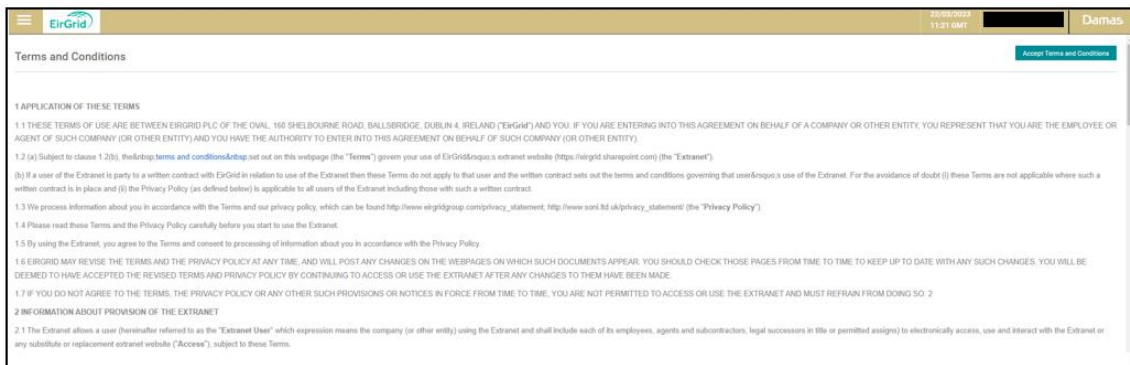 EirGrid
22/03/2023
11:21 GMT
Damas
Terms and Conditions
Accept Terms and Conditions
1 APPLICATION OF THESE TERMS
1.1 THESE TERMS OF USE ARE BETWEEN EIRGRID PLC OF THE OVAL, 160 SHELBOURNE ROAD, BALLSBRIDGE, DUBLIN 4, IRELAND ("EirGrid") AND YOU. IF YOU ARE ENTERING INTO THIS AGREEMENT ON BEHALF OF A COMPANY OR OTHER ENTITY, YOU REPRESENT THAT YOU ARE THE EMPLOYEE OR
AGENT OF SUCH COMPANY (OR OTHER ENTITY) AND YOU HAVE THE AUTHORITY TO ENTER INTO THIS AGREEMENT ON BEHALF OF SUCH COMPANY (OR OTHER ENTITY).
1.2 (a) Subject to clause 1.2(b), the&nbsp;terms and conditions&nbsp;set out on this webpage (the "Terms") govern your use of EirGrid&rsquo;s extranet website (https://eirgrid.sharepoint.com) (the "Extranet").
(b) If a user of the Extranet is party to a written contract with EirGrid in relation to use of the Extranet then these Terms do not apply to that user and the written contract sets out the terms and conditions governing that user&rsquo;s use of the Extranet. For the avoidance of doubt (i) these Terms are not applicable where such a
written contract is in place and (ii) the Privacy Policy (as defined below) is applicable to all users of the Extranet including those with such a written contract.
1.3 We process information about you in accordance with the Terms and our privacy policy, which can be found http://www.eirgridgroup.com/privacy_statement; http://www.soni.ltd.uk/privacy_statement/ (the "Privacy Policy").
1.4 Please read these Terms and the Privacy Policy carefully before you start to use the Extranet.
1.5 By using the Extranet, you agree to the Terms and consent to processing of information about you in accordance with the Privacy Policy.
1.6 EIRGRID MAY REVISE THE TERMS AND THE PRIVACY POLICY AT ANY TIME, AND WILL POST ANY CHANGES ON THE WEBPAGES ON WHICH SUCH DOCUMENTS APPEAR. YOU SHOULD CHECK THOSE PAGES FROM TIME TO TIME TO KEEP UP TO DATE WITH ANY SUCH CHANGES. YOU WILL BE
DEEMED TO HAVE ACCEPTED THE REVISED TERMS AND PRIVACY POLICY BY CONTINUING TO ACCESS OR USE THE EXTRANET AFTER ANY CHANGES TO THEM HAVE BEEN MADE.
1.7 IF YOU DO NOT AGREE TO THE TERMS, THE PRIVACY POLICY OR ANY OTHER SUCH PROVISIONS OR NOTICES IN FORCE FROM TIME TO TIME, YOU ARE NOT PERMITTED TO ACCESS OR USE THE EXTRANET AND MUST REFRAIN FROM DOING SO. 2
2 INFORMATION ABOUT PROVISION OF THE EXTRANET
2.1 The Extranet allows a user (hereinafter referred to as the "Extranet User" which expression means the company (or other entity) using the Extranet and shall include each of its employees, agents and subcontractors, legal successors in title or permitted assigns) to electronically access, use and interact with the Extranet or
any substitute or replacement extranet website ("Access"), subject to these Terms.